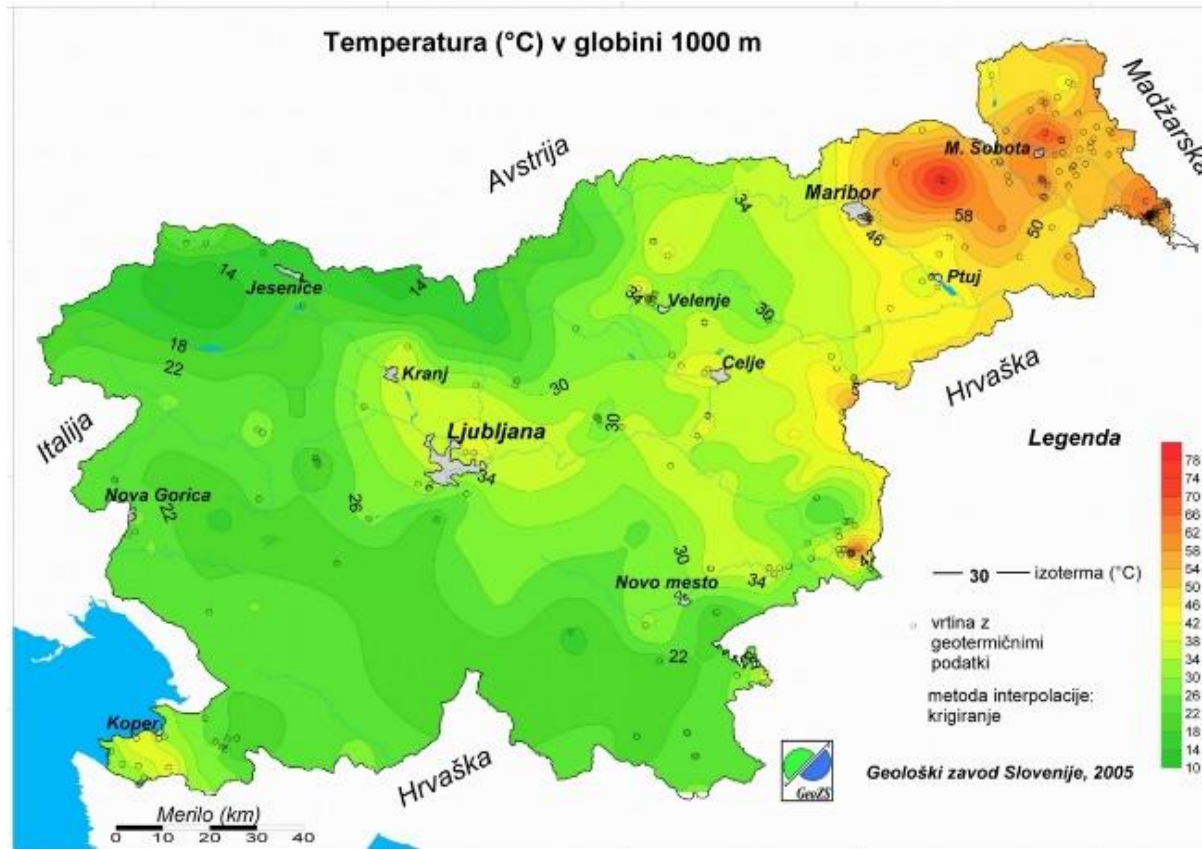 Temperatura (°C) v globini 1000 m
Madžarska
Avstrija
M. Sobota
Maribor
34
58
50
46
14
14
Jesenice
Ptuj
34
Velenje
30
18
22
Kranj
30
Celje
Hrvaška
Italija
30
Ljubljana
Legenda
34
Nova Gorica
22
26
30
Novo mesto
34
22
78
74
70
66
62
58
54
50
46
42
38
34
30
26
22
18
14
10
30
izoterma (°C)
vrtina z
geotermičnimi
podatki
metoda interpolacije:
krigiranje
Koper
Hrvaška
GeoZS
Geološki zavod Slovenije, 2005
Merilo (km)
0 10 20 30 40